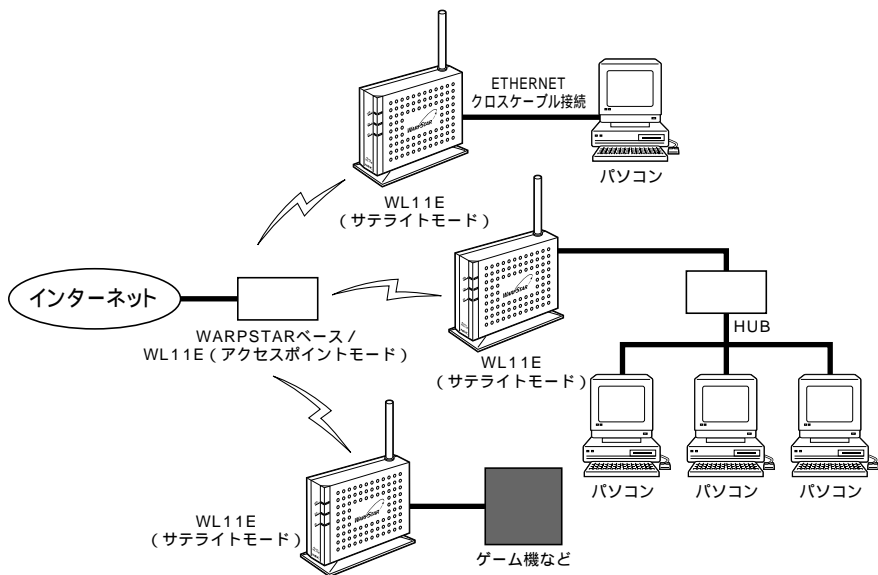 ETHERNET
クロスケーブル接続
WARPSTAR
パソコン
WL11E
(サテライトモード)
インターネット
WARPSTAR
HUB
WARPSTARベース/
WL11E(アクセスポイントモード)
WL11E
(サテライトモード)
パソコン
パソコン
パソコン
WARPSTAR
WL11E
(サテライトモード)
ゲーム機など